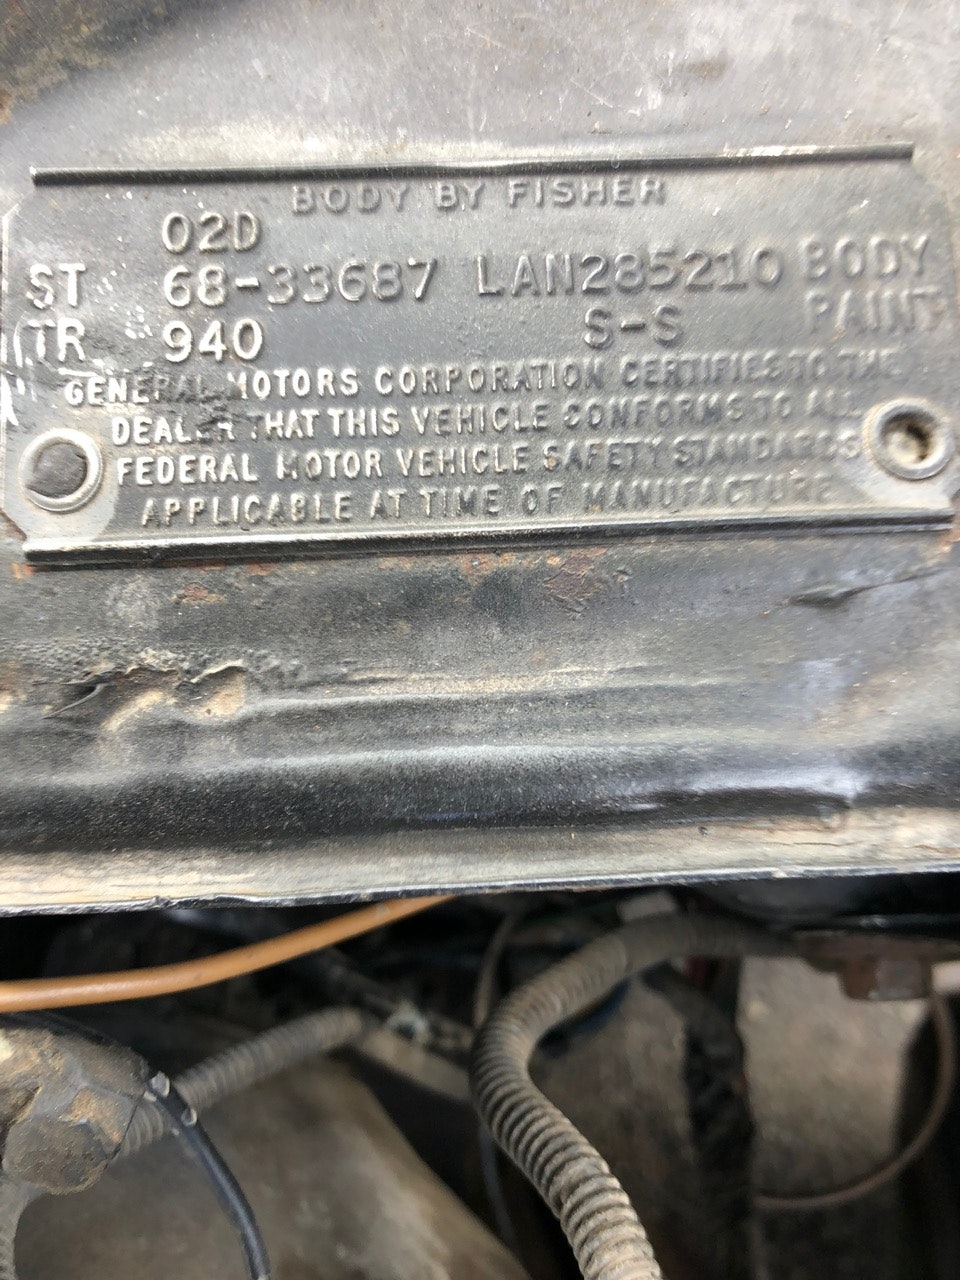 BODY BY FISHER
02D
ST 68-33687 LAN285210 BODY
TR 940 S-S PAINT
GENERAL MOTORS CORPORATION CERTIFIES TO THE
DEALER THAT THIS VEHICLE CONFORMS TO ALL
FEDERAL MOTOR VEHICLE SAFETY STANDARDS
APPLICABLE AT TIME OF MANUFACTURE